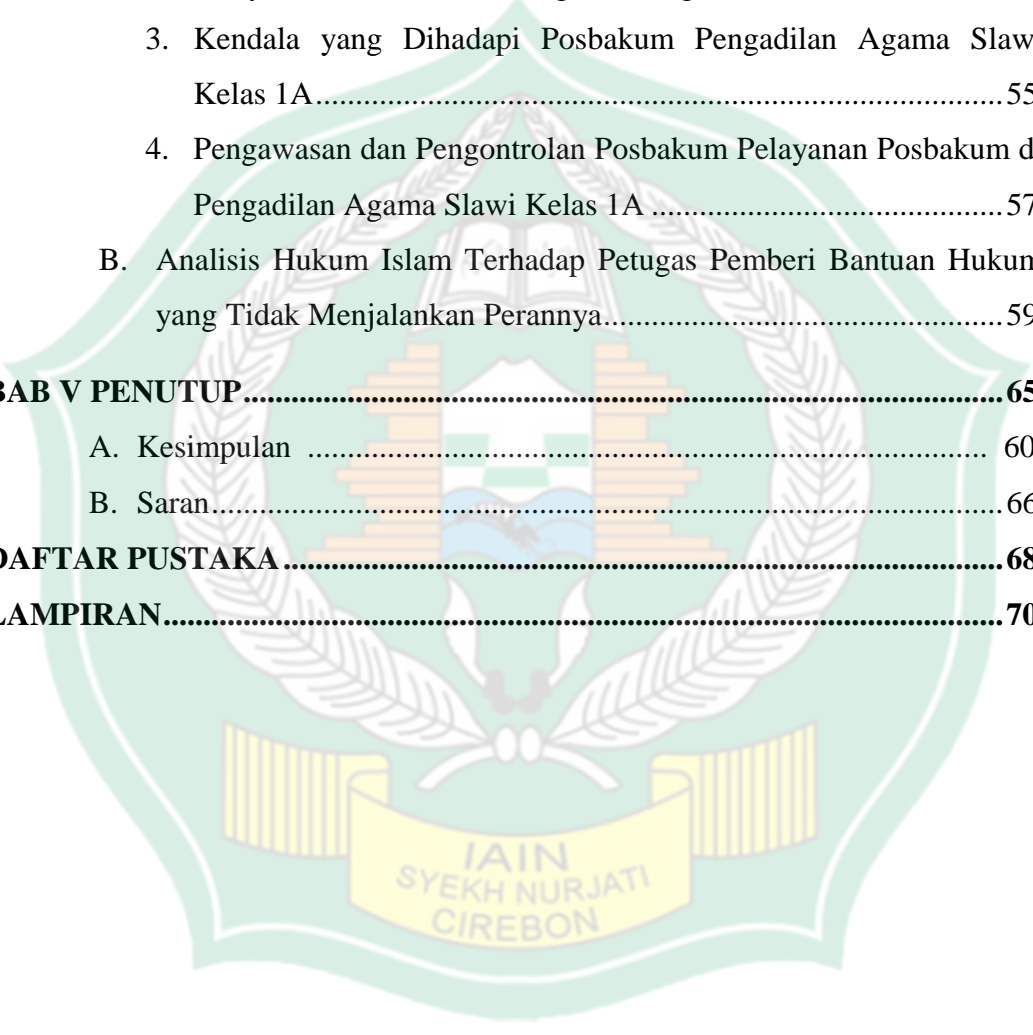 3. Kendala yang Dihadapi Posbakum Pengadilan Agama Slaw
Kelas 1A....................................................................................55
4. Pengawasan dan Pengontrolan Posbakum Pelayanan Posbakum d
Pengadilan Agama Slawi Kelas 1A ...........................................57
B. Analisis Hukum Islam Terhadap Petugas Pemberi Bantuan Hukum
yang Tidak Menjalankan Perannya................................................59
BAB V PENUTUP..............................................................................65
A. Kesimpulan .................................................................................... 60
B. Saran.................................................................................................66
DAFTAR PUSTAKA.........................................................................68
LAMPIRAN.......................................................................................70
IAIN
SYEKH NURJATI
CIREBON